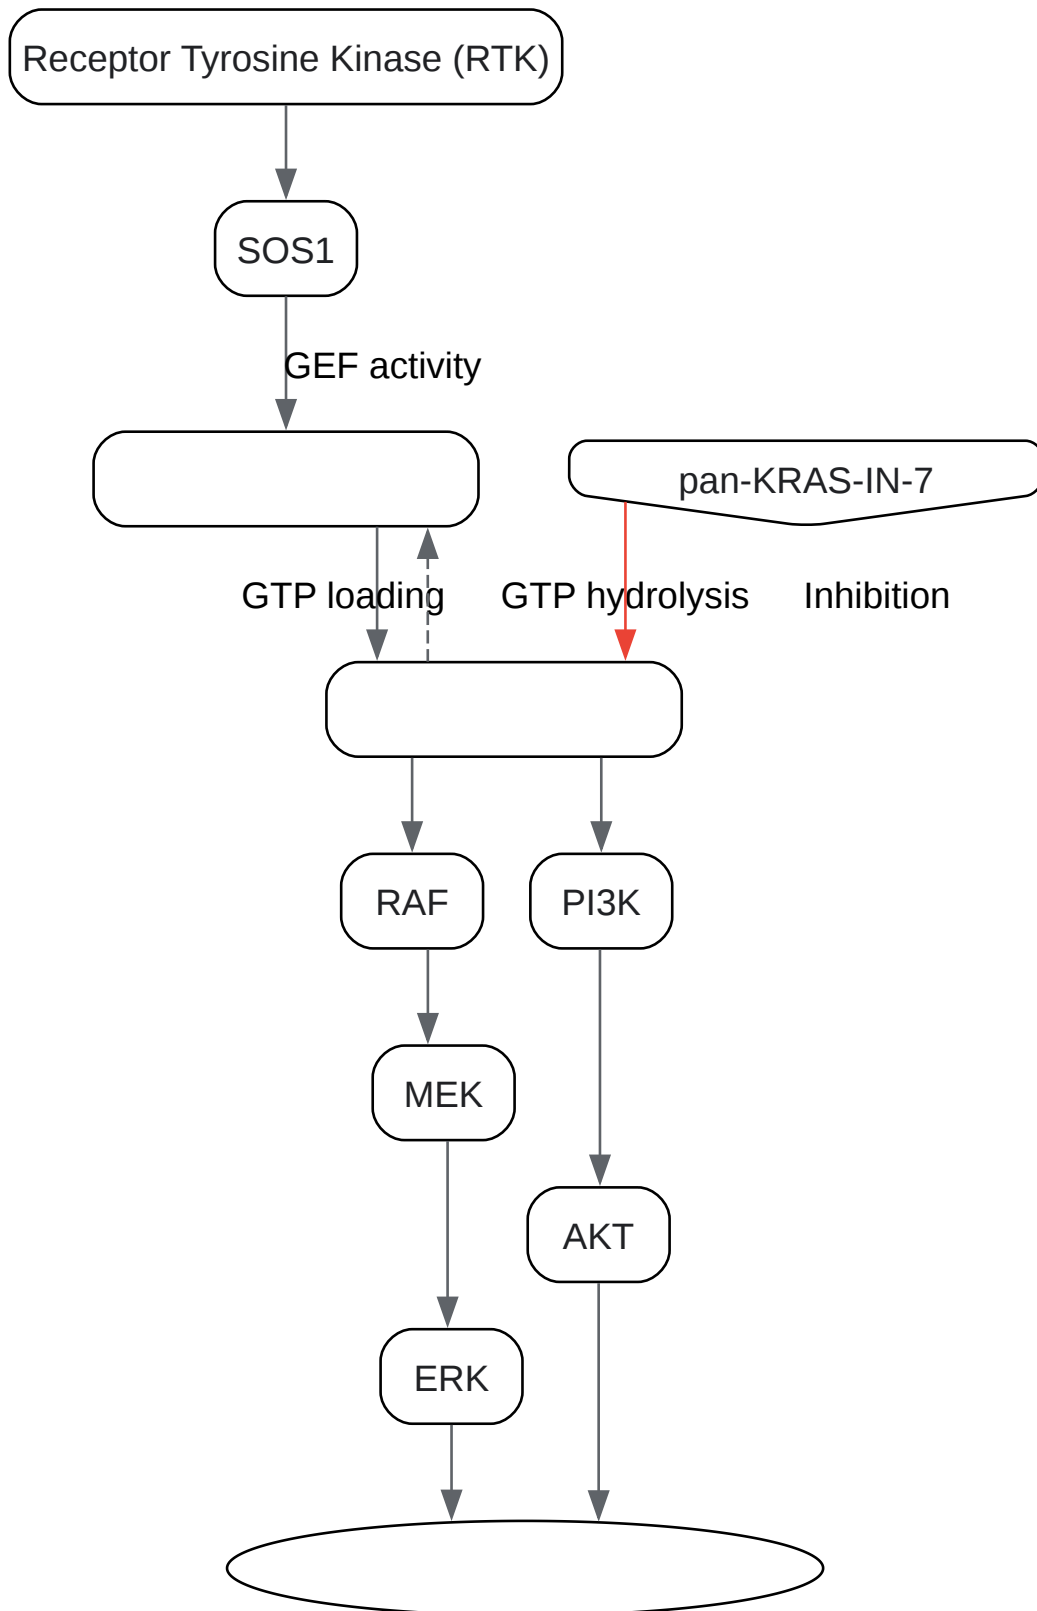 Receptor Tyrosine Kinase (RTK)
SOS1
GEF activity
pan-KRAS-IN-7
GTP loading
GTP hydrolysis
Inhibition
RAF
PI3K
MEK
AKT
ERK